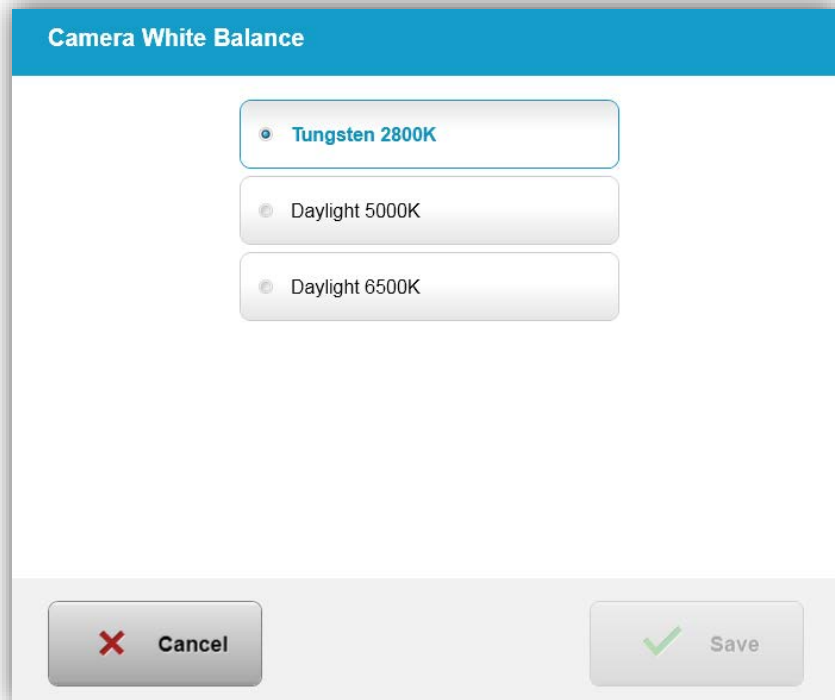 Camera White Balance
Tungsten 2800K
Daylight 5000K
Daylight 6500K
Cancel
Save